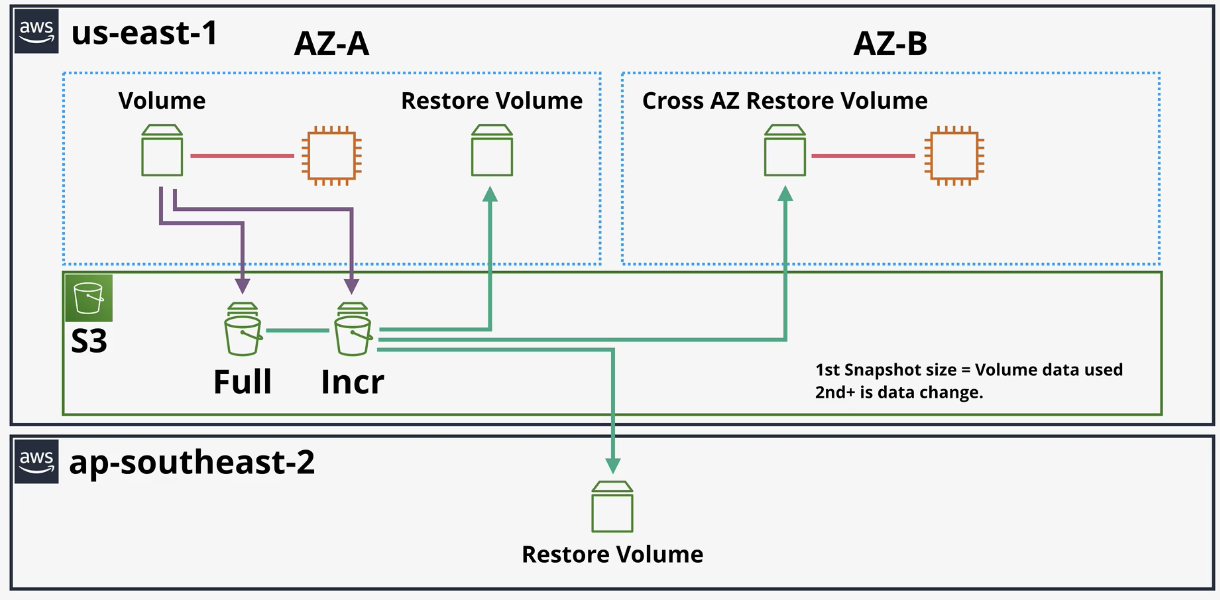 aws
us-east-1
AZ-A
AZ-B
Volume
Restore Volume
Cross AZ Restore Volume
S3
Full
Incr
1st Snapshot size = Volume data used
2nd+ is data change.
aws
ap-southeast-2
Restore Volume